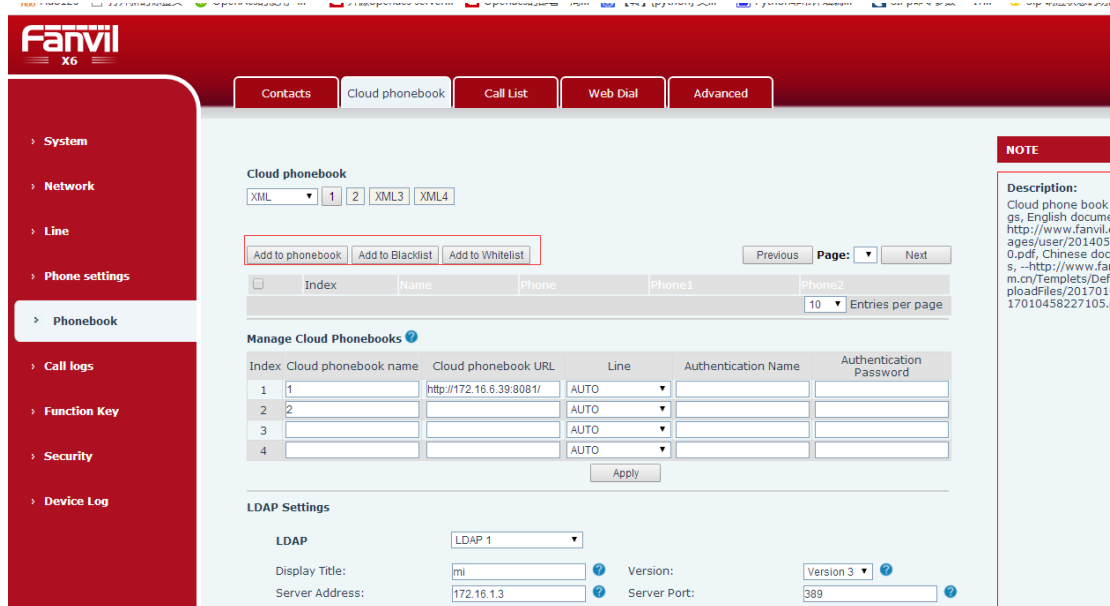 Fanvil
X6
Contacts Cloud phonebook Call List Web Dial Advanced
› System
› Network
› Line
› Phone settings
› Phonebook
› Call logs
› Function Key
› Security
› Device Log
Cloud phonebook
XML 1 2 XML3 XML4
Add to phonebook Add to Blacklist Add to Whitelist Previous Page: Next
Index Name Phone Phone1 Phone2
10 Entries per page
Manage Cloud Phonebooks ?
Index Cloud phonebook name Cloud phonebook URL Line Authentication Name Authentication Password
1 1 http://172.16.6.39:8081/ AUTO
2 2 AUTO
3 AUTO
4 AUTO
Apply
LDAP Settings
LDAP LDAP 1
Display Title: mi ? Version: Version 3 ?
Server Address: 172.16.1.3 ? Server Port: 389 ?
NOTE
Description:
Cloud phone book
gs, English docume
http://www.fanvil.
ages/user/201405
0.pdf, Chinese doc
s, --http://www.fan
m.cn/Templets/Def
ploadFiles/201701
17010458227105.